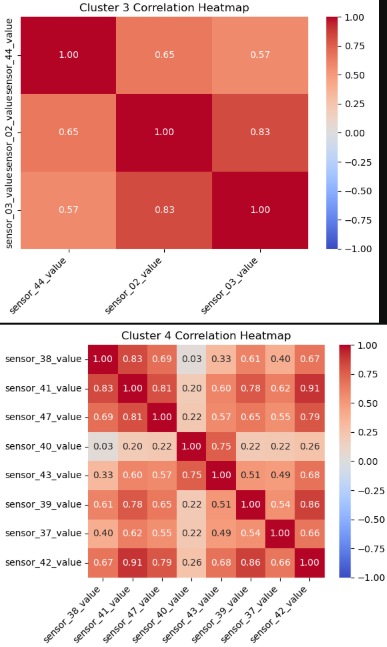 Cluster 3 Correlation Heatmap
sensor_44_value 1.00 0.65 0.57
sensor_02_value 0.65 1.00 0.83
sensor_03_value 0.57 0.83 1.00
sensor_44_value sensor_02_value sensor_03_value
1.00
0.75
0.50
0.25
0.00
−0.25
−0.50
−0.75
−1.00
Cluster 4 Correlation Heatmap
sensor_38_value 1.00 0.83 0.69 0.03 0.33 0.61 0.40 0.67
sensor_41_value 0.83 1.00 0.81 0.20 0.60 0.78 0.62 0.91
sensor_47_value 0.69 0.81 1.00 0.22 0.57 0.65 0.55 0.79
sensor_40_value 0.03 0.20 0.22 1.00 0.75 0.22 0.22 0.26
sensor_43_value 0.33 0.60 0.57 0.75 1.00 0.51 0.49 0.68
sensor_39_value 0.61 0.78 0.65 0.22 0.51 1.00 0.54 0.86
sensor_37_value 0.40 0.62 0.55 0.22 0.49 0.54 1.00 0.66
sensor_42_value 0.67 0.91 0.79 0.26 0.68 0.86 0.66 1.00
sensor_38_value sensor_41_value sensor_47_value sensor_40_value sensor_43_value sensor_39_value sensor_37_value sensor_42_value
1.00
0.75
0.50
0.25
0.00
−0.25
−0.50
−0.75
−1.00